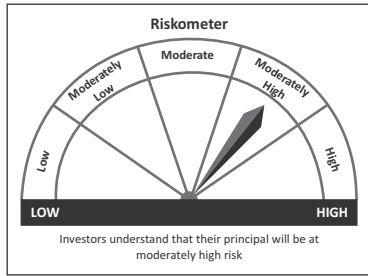 Riskometer
Moderately
Low
Moderate
Moderately
High
Low
High
LOW
HIGH
Investors understand that their principal will be at
moderately high risk